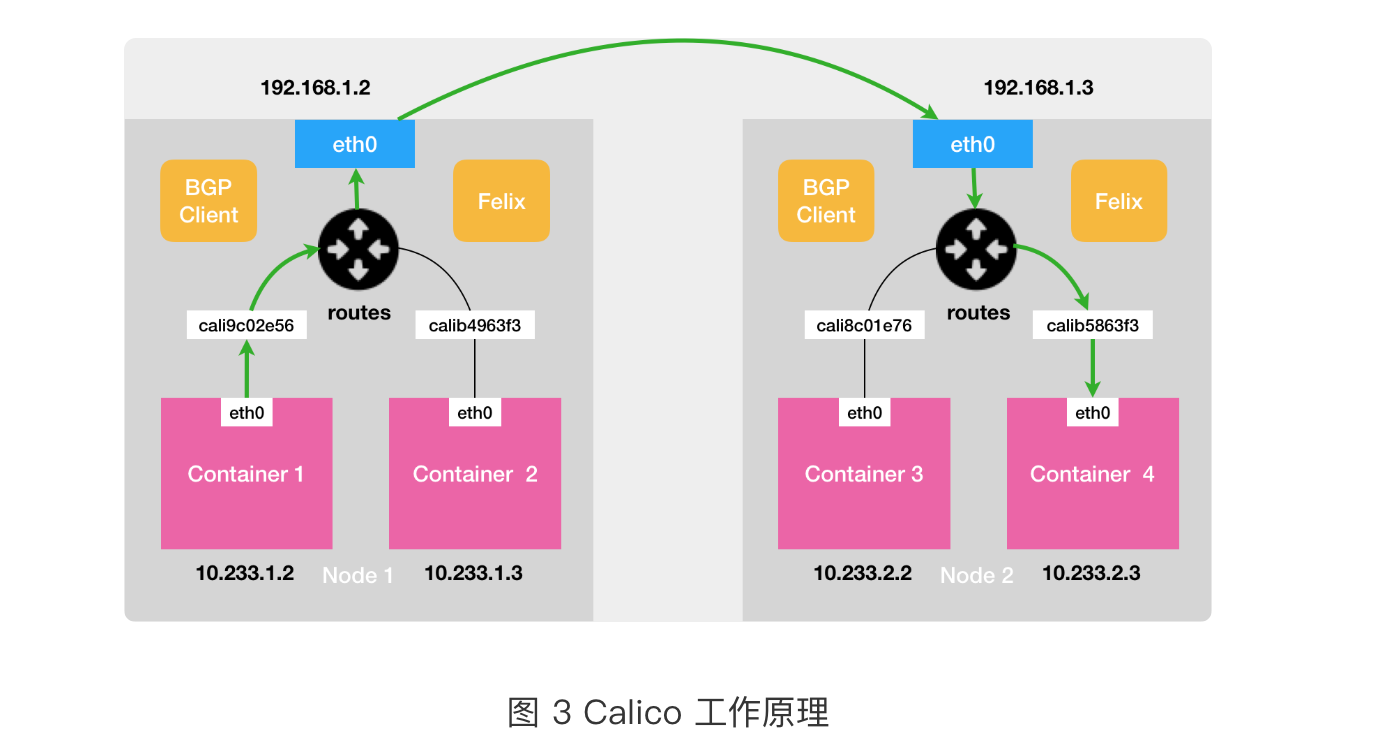 192.168.1.2
192.168.1.3
eth0
eth0
BGP
Client
Felix
BGP
Client
Felix
routes
routes
cali9c02e56
calib4963f3
cali8c01e76
calib5863f3
eth0
eth0
eth0
eth0
Container 1
Container 2
Container 3
Container 4
10.233.1.2
Node 1
10.233.1.3
10.233.2.2
Node 2
10.233.2.3
图 3 Calico 工作原理